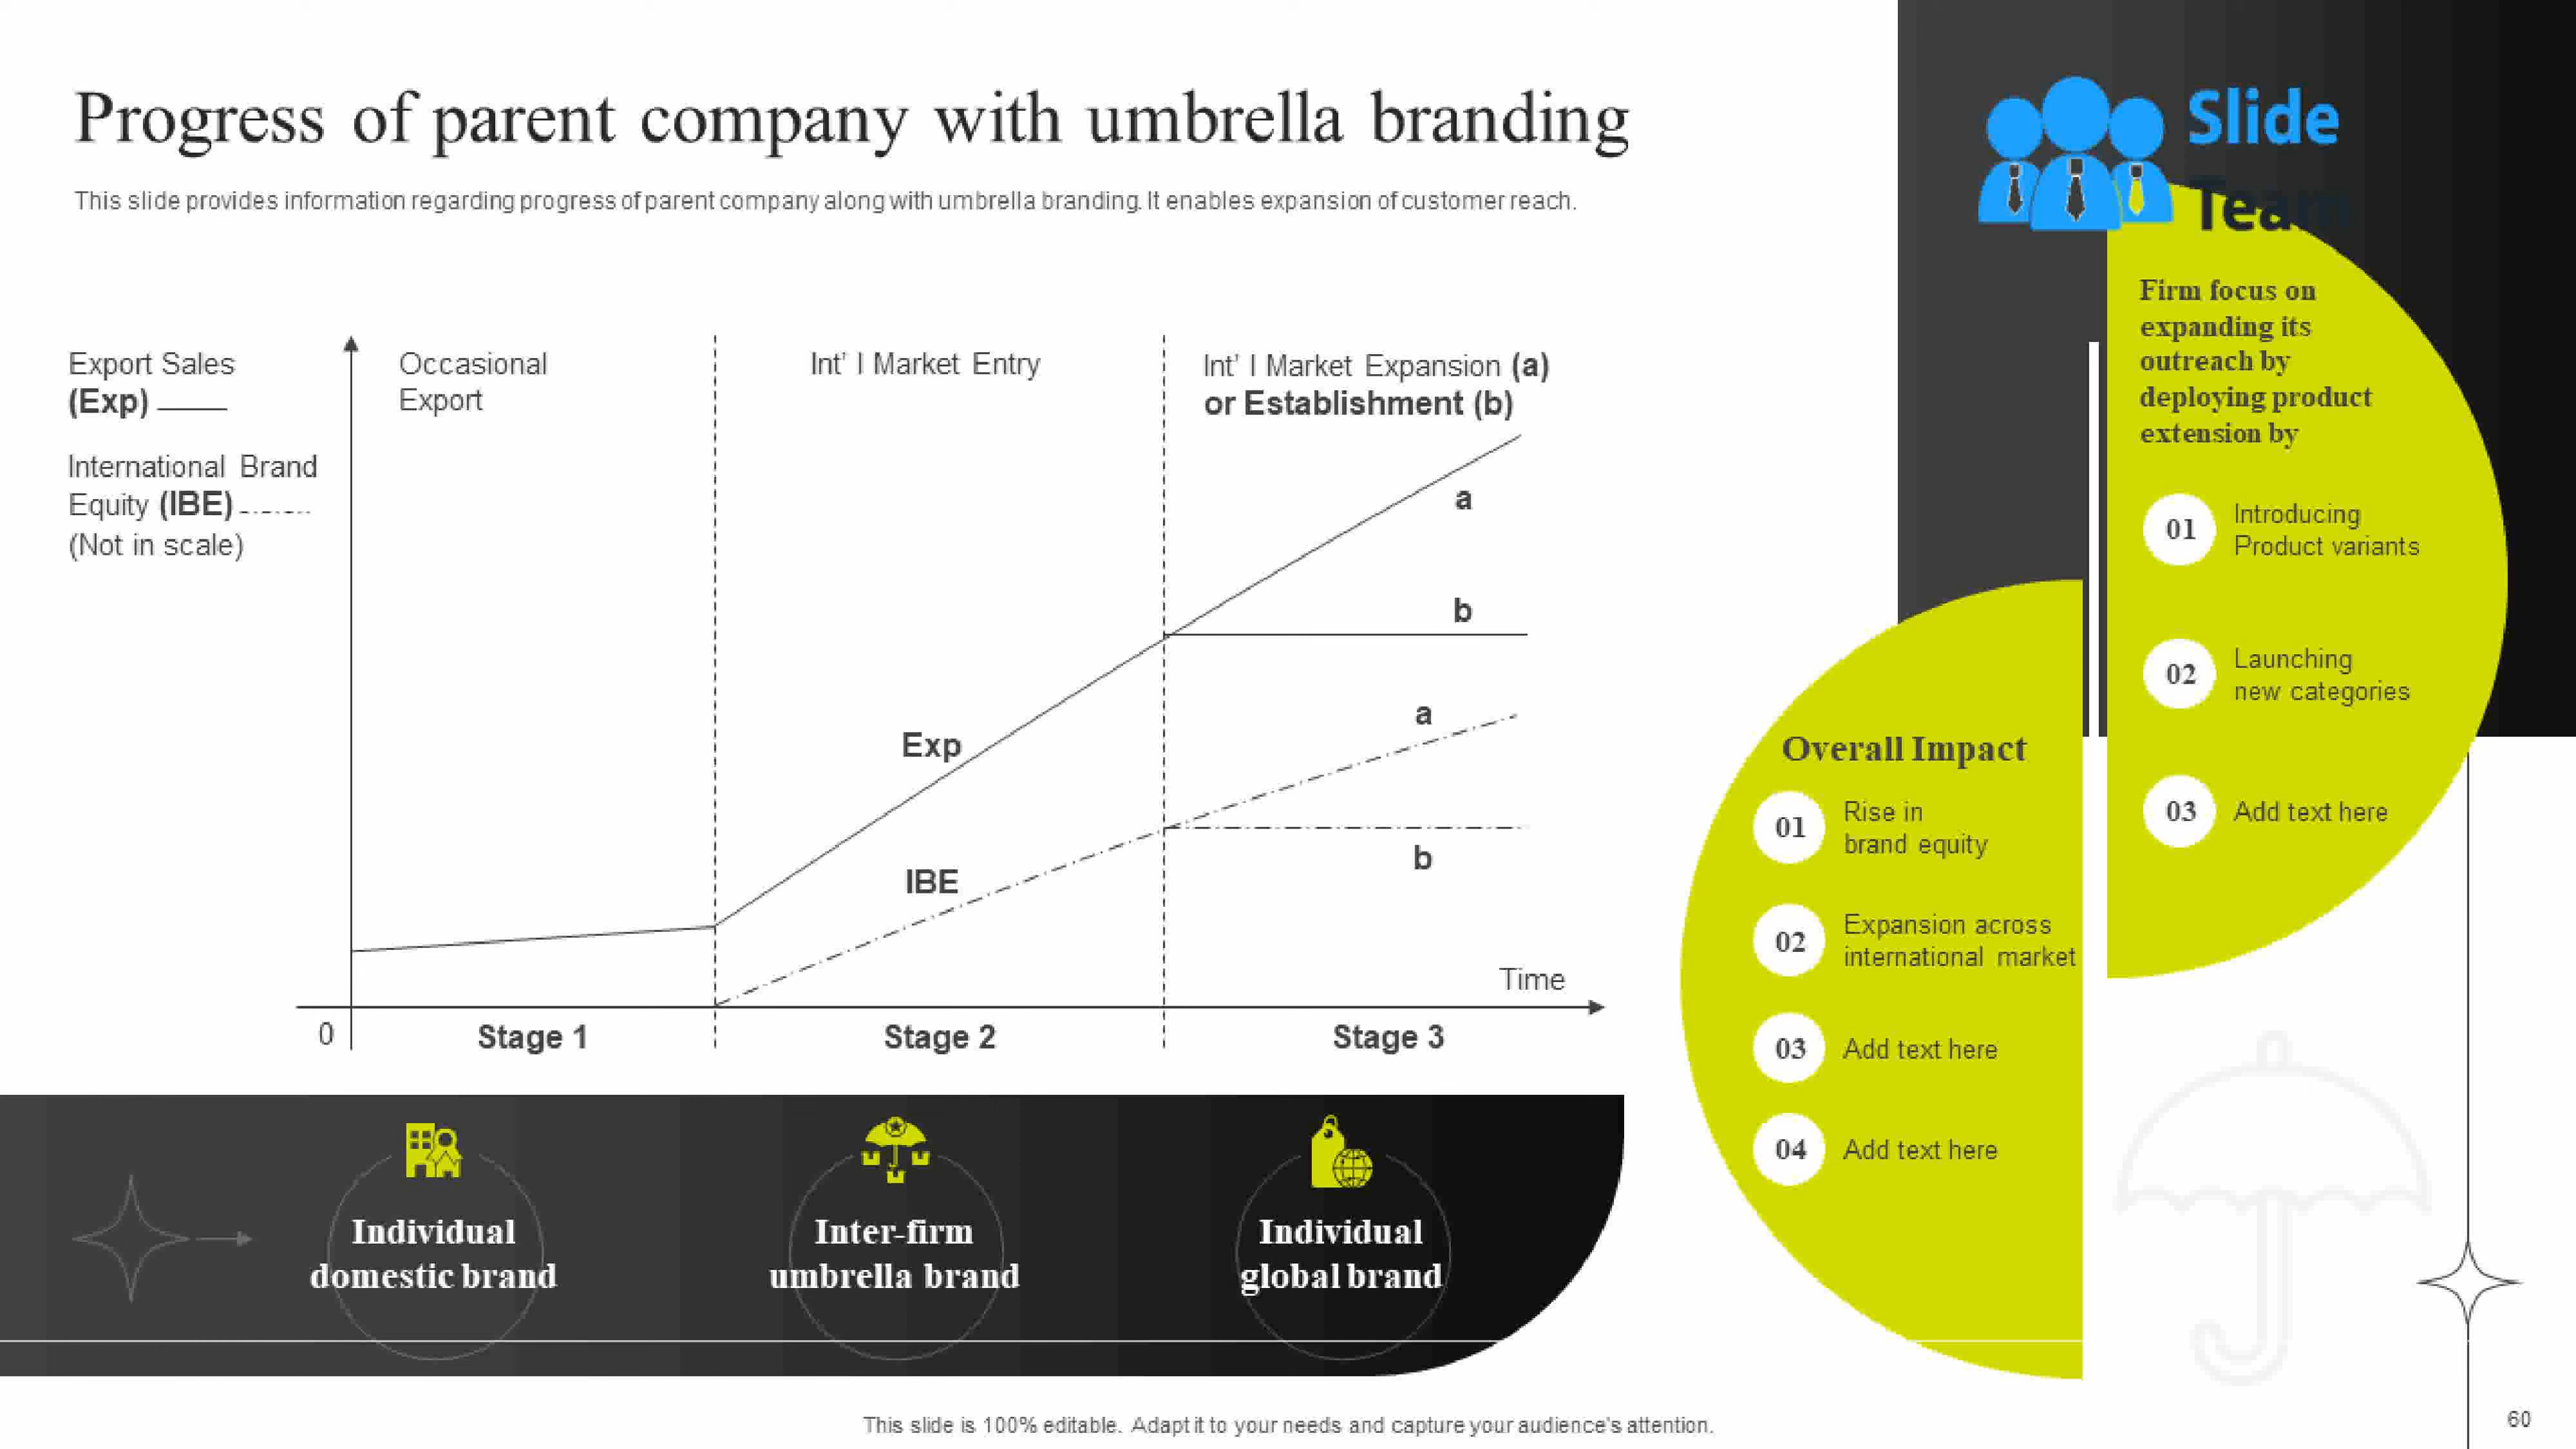 Progress of parent company with umbrella branding
This slide provides information regarding progress of parent company along with umbrella branding. It enables expansion of customer reach.
Slide
Team
Export Sales
(Exp)
International Brand
Equity (IBE)
(Not in scale)
Occasional
Export
Int' l Market Entry
Int' l Market Expansion (a)
or Establishment (b)
a
b
Exp
a
IBE
b
Time
0
Stage 1
Stage 2
Stage 3
Individual
domestic brand
Inter-firm
umbrella brand
Individual
global brand
Overall Impact
01
Rise in
brand equity
02
Expansion across
international market
03
Add text here
04
Add text here
Firm focus on
expanding its
outreach by
deploying product
extension by
01
Introducing
Product variants
02
Launching
new categories
03
Add text here
This slide is 100% editable. Adapt it to your needs and capture your audience's attention.
60